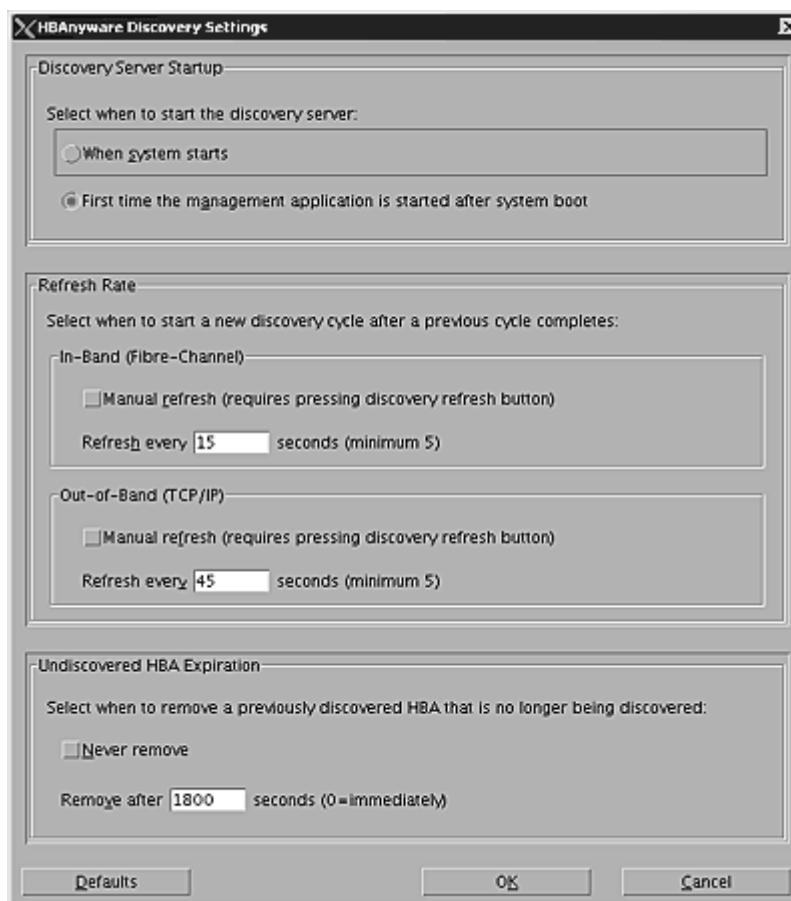 HBAnyware Discovery Settings
Discovery Server Startup
Select when to start the discovery server:
When system starts
First time the management application is started after system boot
Refresh Rate
Select when to start a new discovery cycle after a previous cycle completes:
In-Band (Fibre-Channel)
Manual refresh (requires pressing discovery refresh button)
Refresh every 15 seconds (minimum 5)
Out-of-Band (TCP/IP)
Manual refresh (requires pressing discovery refresh button)
Refresh every 45 seconds (minimum 5)
Undiscovered HBA Expiration
Select when to remove a previously discovered HBA that is no longer being discovered:
Never remove
Remove after 1800 seconds (0=immediately)
Defaults OK Cancel